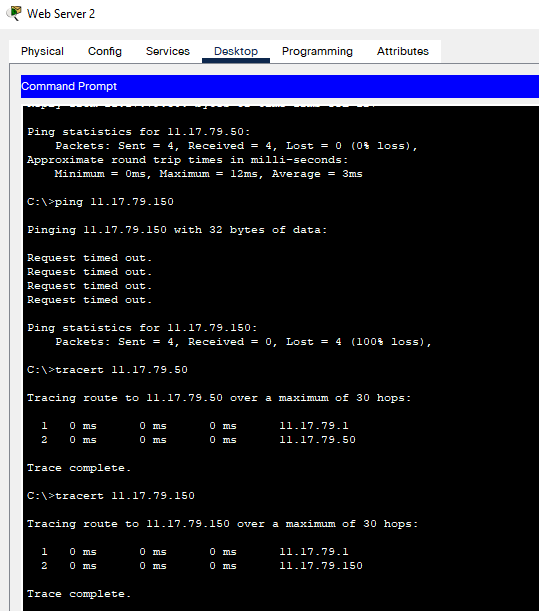 Web Server 2
Physical Config Services Desktop Programming Attributes
Command Prompt
Ping statistics for 11.17.79.50:
Packets: Sent = 4, Received = 4, Lost = 0 (0% loss),
Approximate round trip times in milli-seconds:
Minimum = 0ms, Maximum = 12ms, Average = 3ms
C:\>ping 11.17.79.150
Pinging 11.17.79.150 with 32 bytes of data:
Request timed out.
Request timed out.
Request timed out.
Request timed out.
Ping statistics for 11.17.79.150:
Packets: Sent = 4, Received = 0, Lost = 4 (100% loss),
C:\>tracert 11.17.79.50
Tracing route to 11.17.79.50 over a maximum of 30 hops:
1 0 ms 0 ms 0 ms 11.17.79.1
2 0 ms 0 ms 0 ms 11.17.79.50
Trace complete.
C:\>tracert 11.17.79.150
Tracing route to 11.17.79.150 over a maximum of 30 hops:
1 0 ms 0 ms 0 ms 11.17.79.1
2 0 ms 0 ms 0 ms 11.17.79.150
Trace complete.